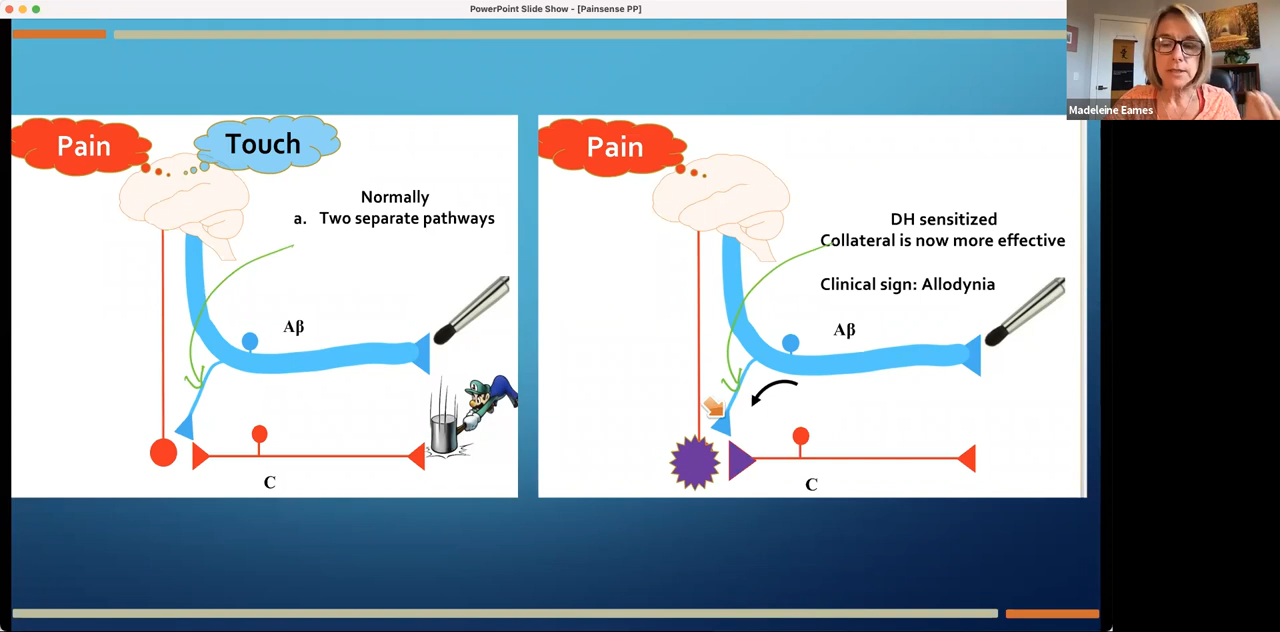 PowerPoint Slide Show - [Painsense PP]
Madeleine Eames
Pain
Touch
Normally
a. Two separate pathways
Aβ
C
Pain
DH sensitized
Collateral is now more effective
Clinical sign: Allodynia
Aβ
C